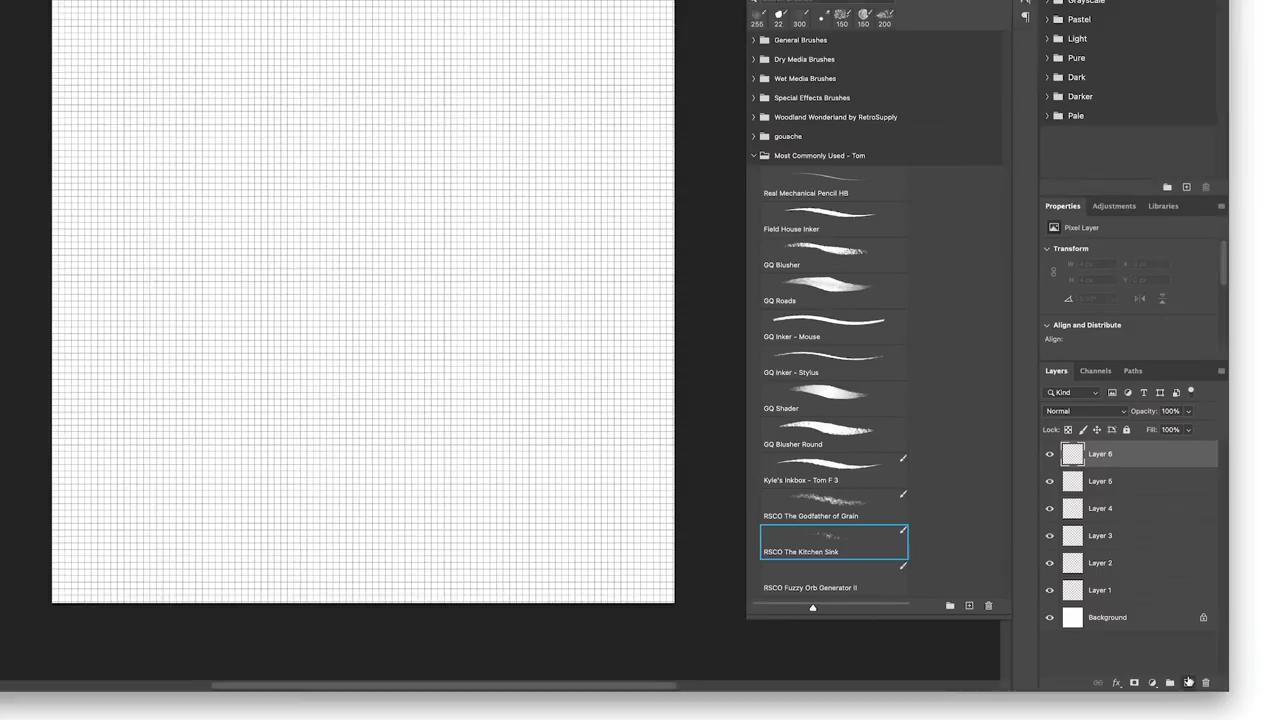 255 22 300 150 150 200
General Brushes
Dry Media Brushes
Wet Media Brushes
Special Effects Brushes
Woodland Wonderland by RetroSupply
gouache
Most Commonly Used - Tom
Real Mechanical Pencil HB
Field House Inker
GQ Blusher
GQ Roads
GQ Inker - Mouse
GQ Inker - Stylus
GQ Shader
GQ Blusher Round
Kyle's Inkbox - Tom F 3
RSCO The Godfather of Grain
RSCO The Kitchen Sink
RSCO Fuzzy Orb Generator II
Grayscale
Pastel
Light
Pure
Dark
Darker
Pale
Properties Adjustments Libraries
Pixel Layer
Transform
Align and Distribute
Align:
Layers Channels Paths
Kind
Normal Opacity: 100%
Lock: Fill: 100%
Layer 6
Layer 5
Layer 4
Layer 3
Layer 2
Layer 1
Background
fx